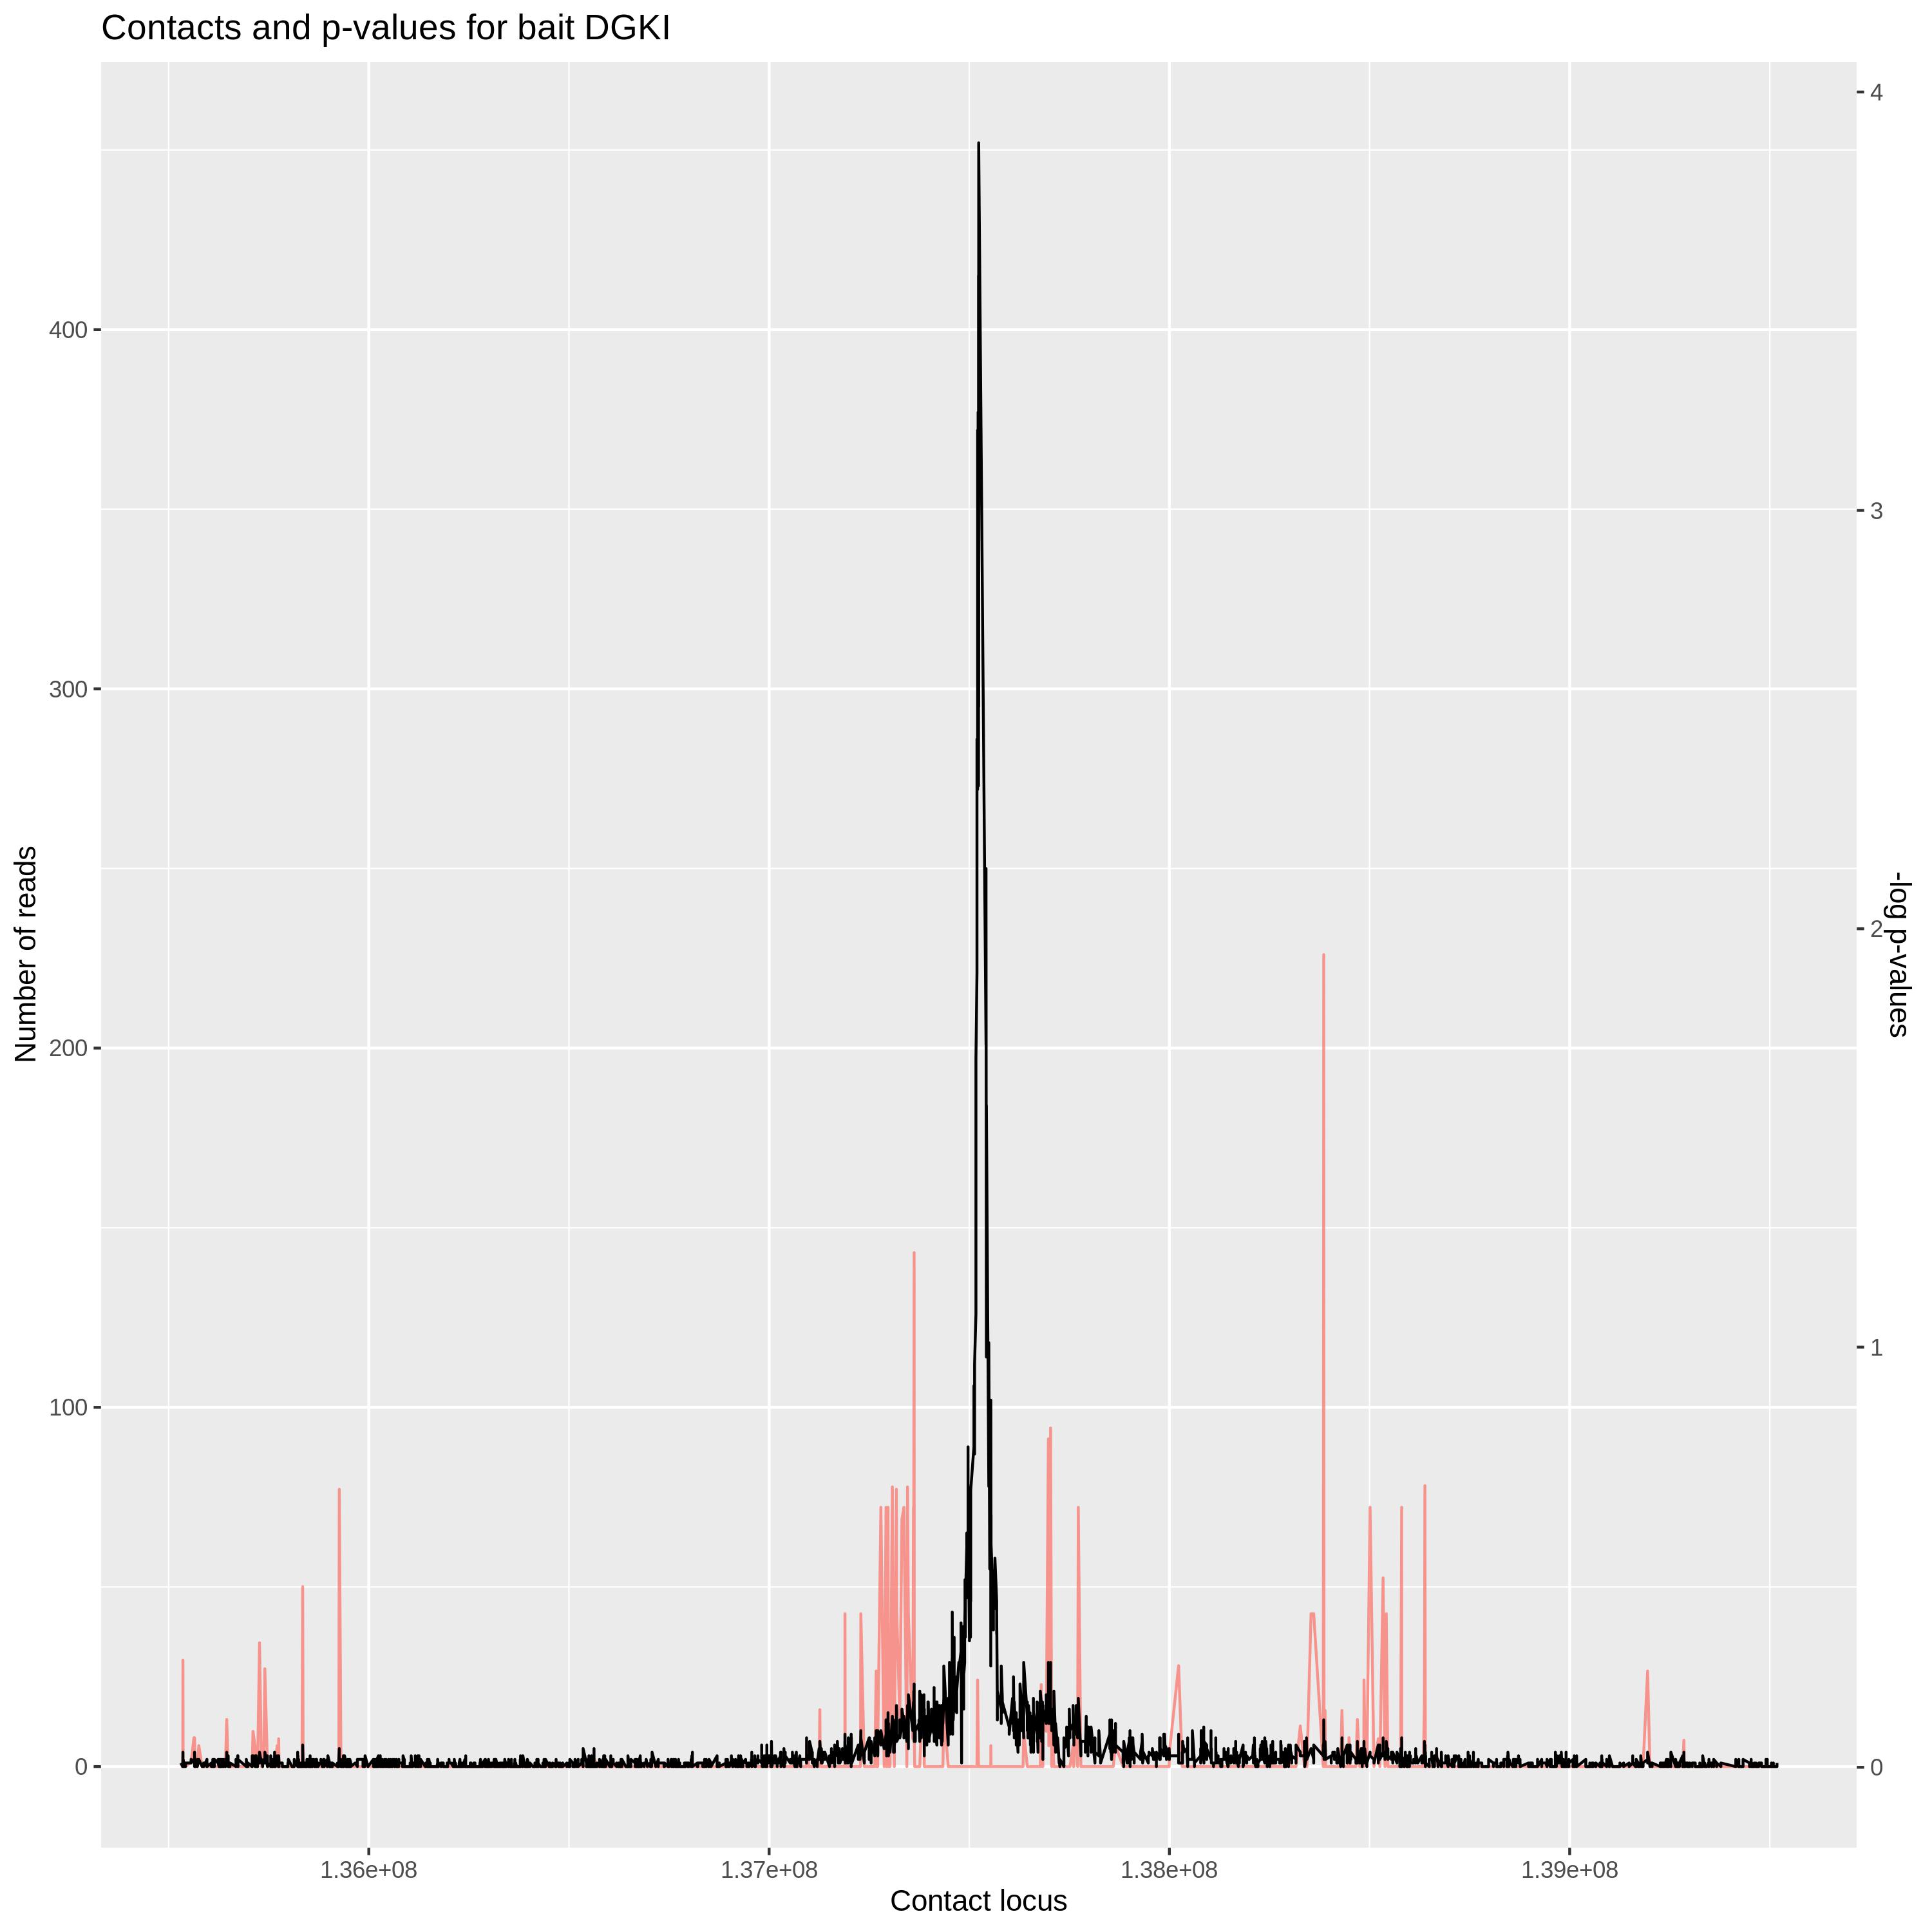 Contacts and p-values for bait DGKI
Number of reads
400
300
200
100
0
4
3
2
1
0
-log p-values
1.36e+08
1.37e+08
1.38e+08
1.39e+08
Contact locus